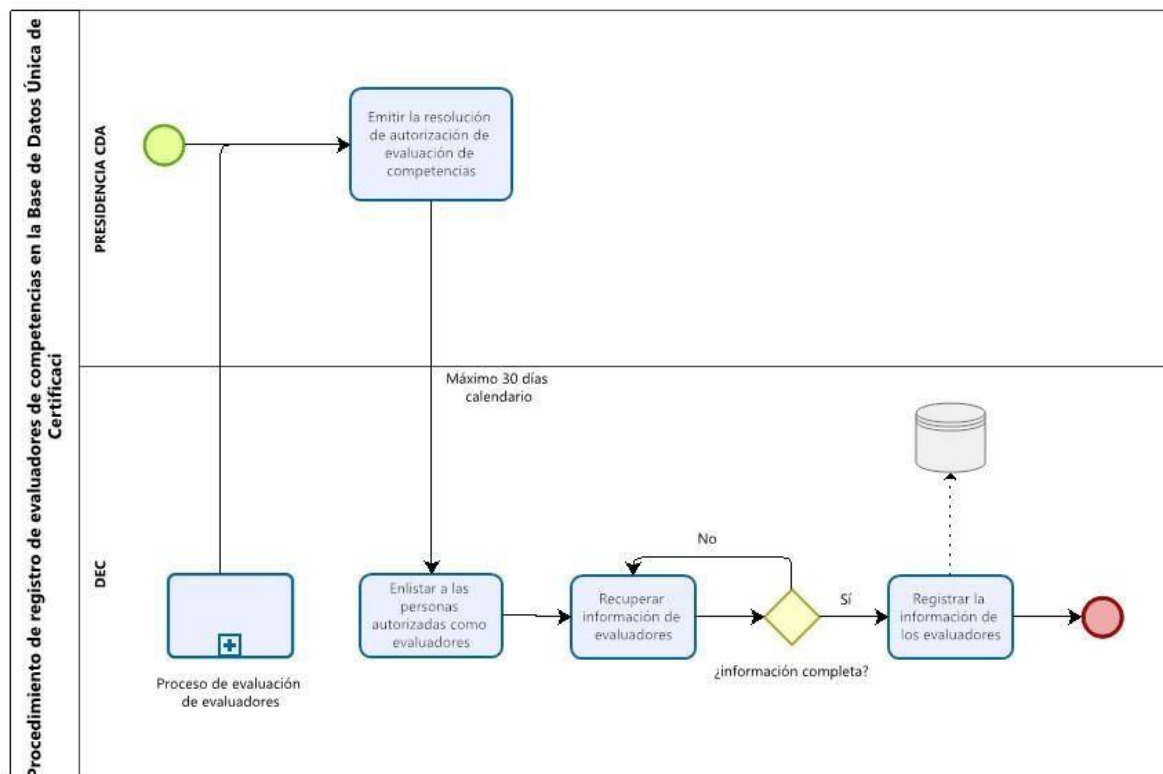 Procedimiento de registro de evaluadores de competencias en la Base de Datos Única de
Certificaci
PRESIDENCIA CDA
Emitir la resolución
de autorización de
evaluación de
competencias
Máximo 30 días
calendario
DEC
Proceso de evaluación
de evaluadores
Enlistar a las
personas
autorizadas como
evaluadores
Recuperar
información de
evaluadores
No
¿información completa?
Sí
Registrar la
información de
los evaluadores